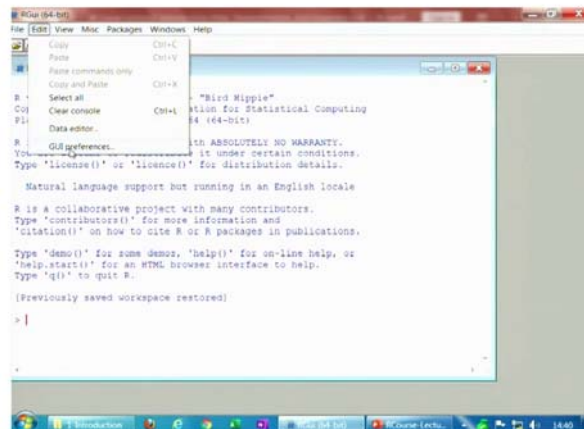 RGui (64-bit)
File Edit View Misc Packages Windows Help
Copy Ctrl+C
Paste Ctrl+V
Paste commands only
Copy and Paste Ctrl+X
Select all
Clear console Ctrl+L
Data editor...
GUI preferences...
"Bird Hippie"
tion for Statistical Computing
64 (64-bit)
R
ith ABSOLUTELY NO WARRANTY.
it under certain conditions.
Type 'license()' or 'licence()' for distribution details.
Natural language support but running in an English locale
R is a collaborative project with many contributors.
Type 'contributors()' for more information and
'citation()' on how to cite R or R packages in publications.
Type 'demo()' for some demos, 'help()' for on-line help, or
'help.start()' for an HTML browser interface to help.
Type 'q()' to quit R.
[Previously saved workspace restored]
>
1 Introduction RGui (64-bit) RCourse-Lectu... 14:40